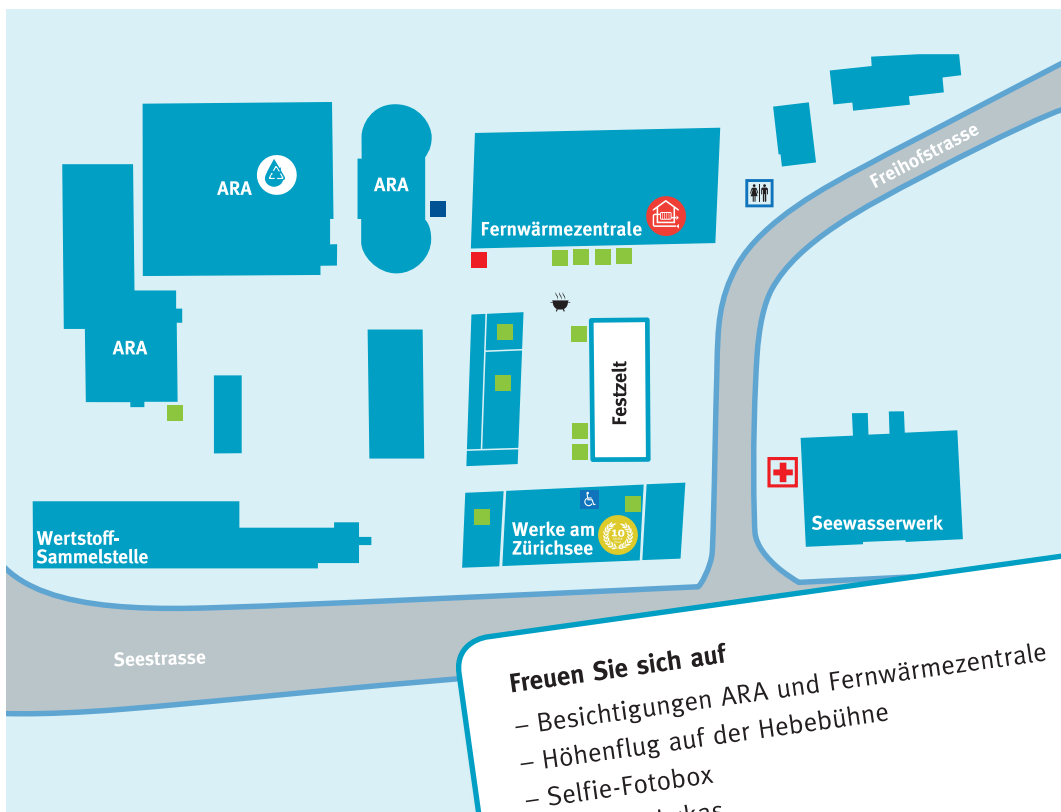 ARA
ARA
Fernwärmezentrale
Freihofstrasse
ARA
Festzelt
Wertstoff-
Sammelstelle
Werke am
Zürichsee
10
Seewasserwerk
Seestrasse
Freuen Sie sich auf
– Besichtigungen ARA und Fernwärmezentrale
– Höhenflug auf der Hebebühne
– Selfie-Fotobox